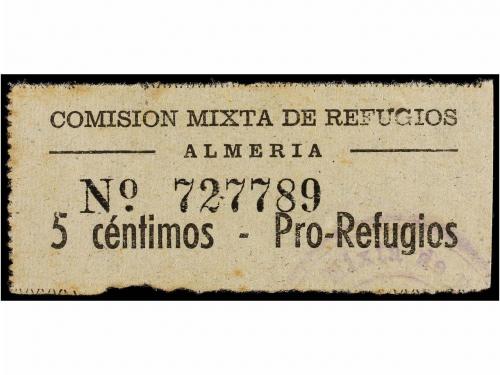 COMISION MIXTA DE REFUGIOS
ALMERIA
Nº 727789
5 céntimos - Pro-Refugios